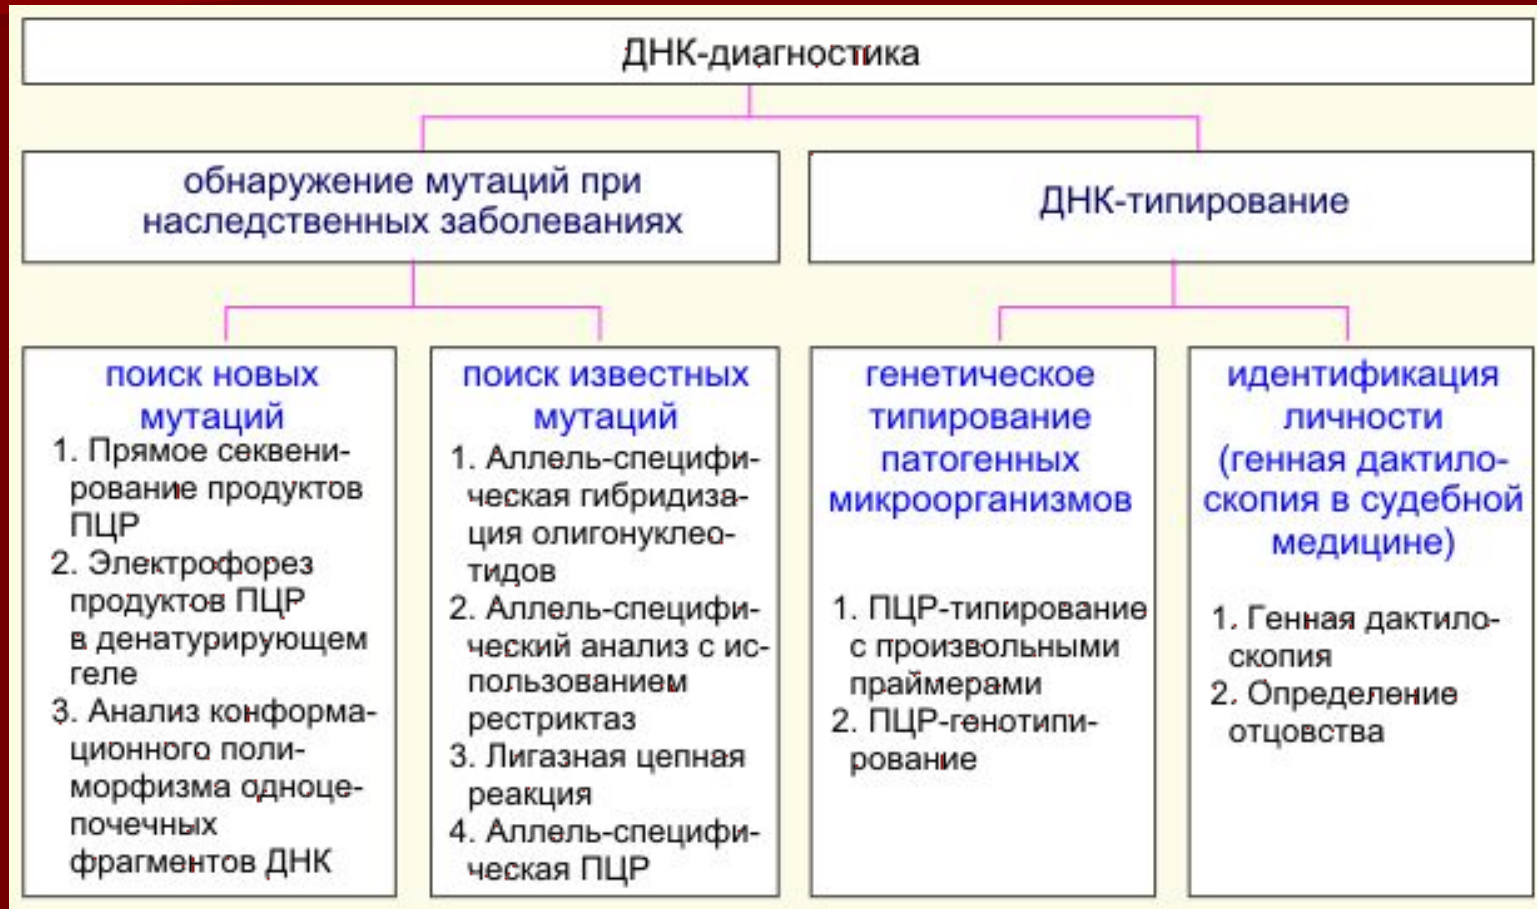 ДНК-диагностика
обнаружение мутаций при
наследственных заболеваниях
ДНК-типирование
поиск новых
мутаций
1. Прямое секвени-
рование продуктов
ПЦР
2. Электрофорез
продуктов ПЦР
в денатурирующем
геле
3. Анализ конформа-
ционного поли-
морфизма одноце-
почечных
фрагментов ДНК
поиск известных
мутаций
1. Аллель-специфи-
ческая гибридиза-
ция олигонуклео-
тидов
2. Аллель-специфи-
ческий анализ с ис-
пользованием
рестриктаз
3. Лигазная цепная
реакция
4. Аллель-специфи-
ческая ПЦР
генетическое
типирование
патогенных
микроорганизмов
1. ПЦР-типирование
с произвольными
праймерами
2. ПЦР-генотипи-
рование
идентификация
личности
(генная дактило-
скопия в судебной
медицине)
1. Генная дактило-
скопия
2. Определение
отцовства